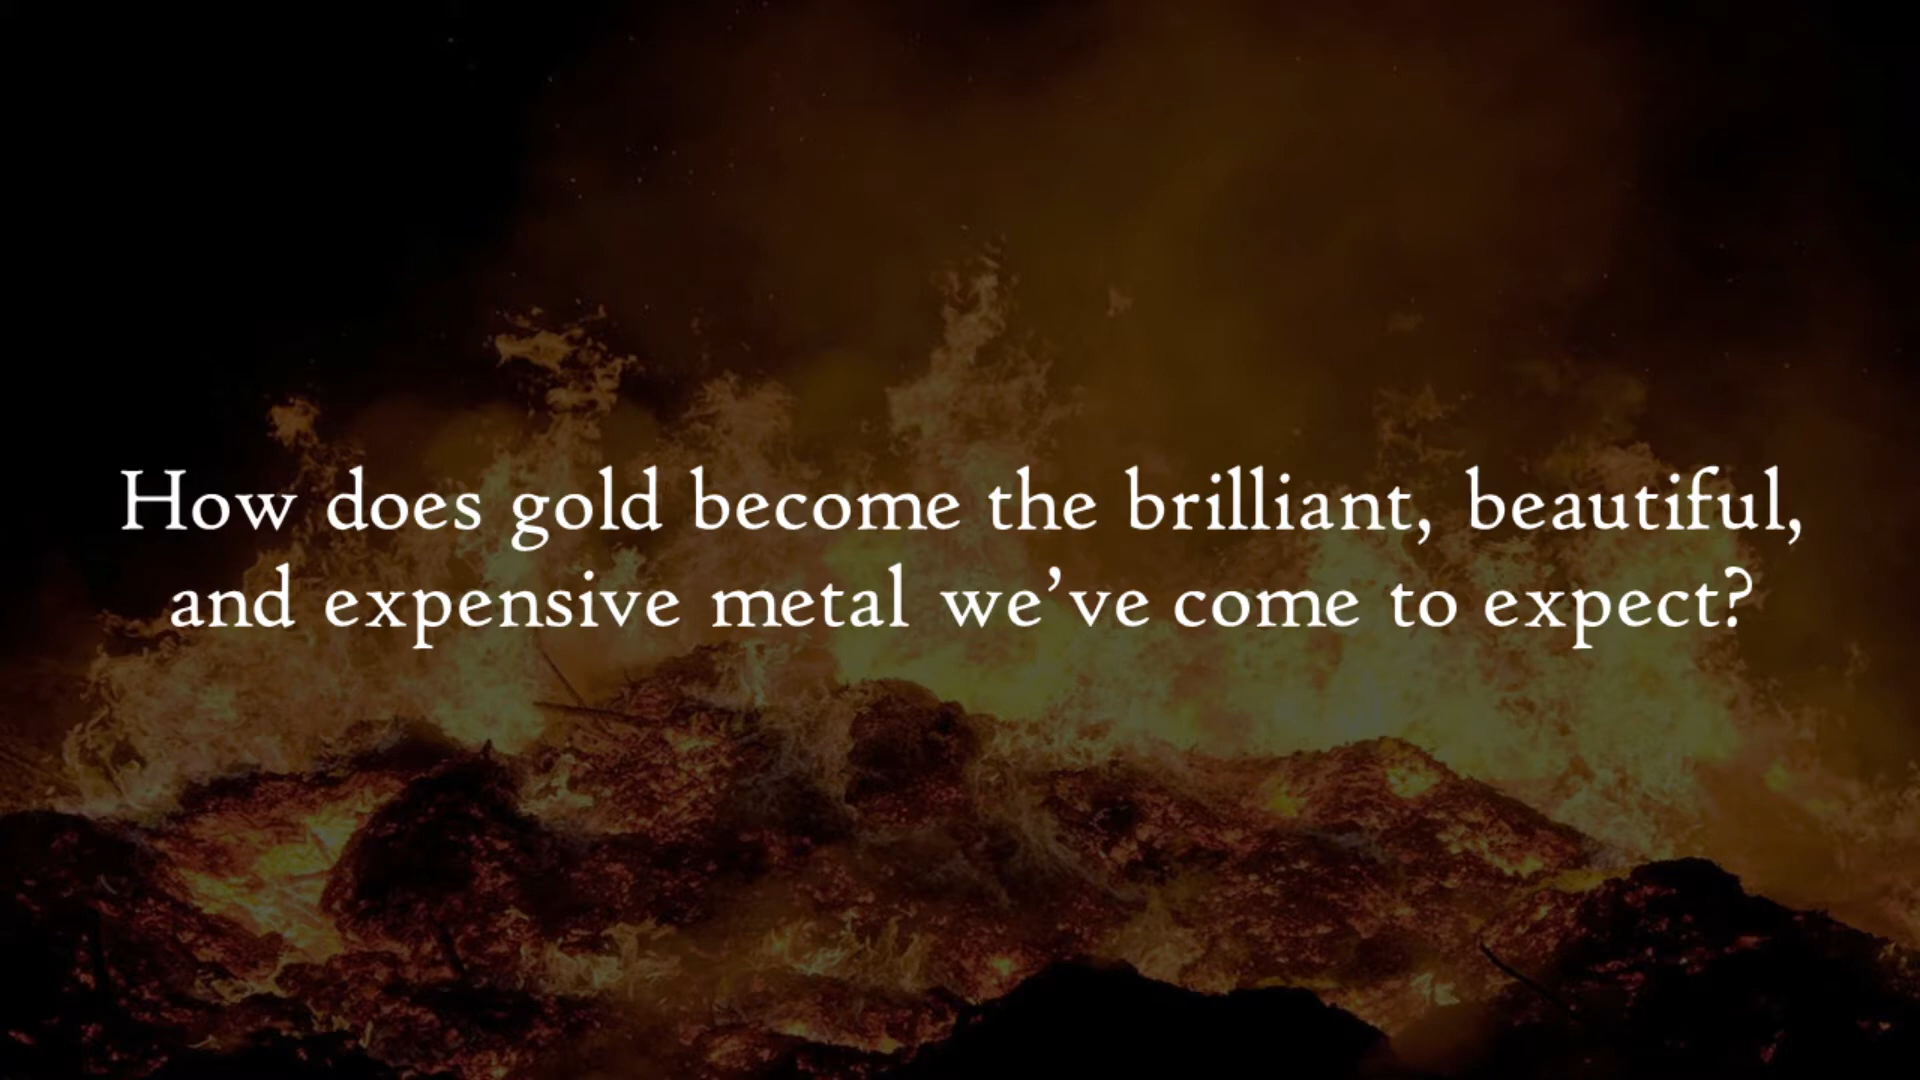 How does gold become the brilliant, beautiful,
and expensive metal we’ve come to expect?